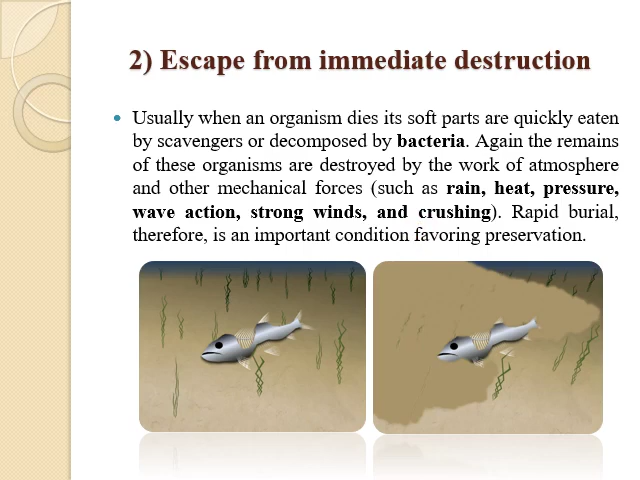 2) Escape from immediate destruction
• Usually when an organism dies its soft parts are quickly eaten
by scavengers or decomposed by bacteria. Again the remains
of these organisms are destroyed by the work of atmosphere
and other mechanical forces (such as rain, heat, pressure,
wave action, strong winds, and crushing). Rapid burial,
therefore, is an important condition favoring preservation.